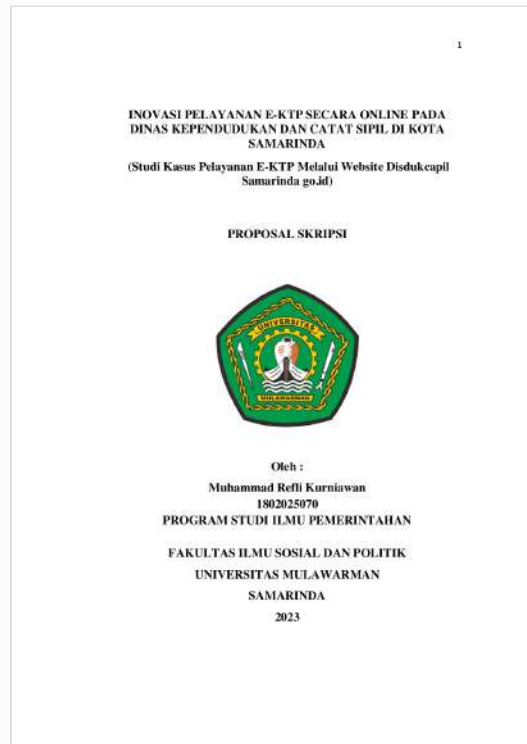 1
INOVASI PELAYANAN E-KTP SECARA ONLINE PADA
DINAS KEPENDUDUKAN DAN CATAT SIPIL DI KOTA
SAMARINDA
(Studi Kasus Pelayanan E-KTP Melalui Website Disdukcapil
Samarinda go.id)
PROPOSAL SKRIPSI
UNIVERSITAS
MULAWARMAN
Oleh :
Muhammad Refli Kurniawan
1802025070
PROGRAM STUDI ILMU PEMERINTAHAN
FAKULTAS ILMU SOSIAL DAN POLITIK
UNIVERSITAS MULAWARMAN
SAMARINDA
2023